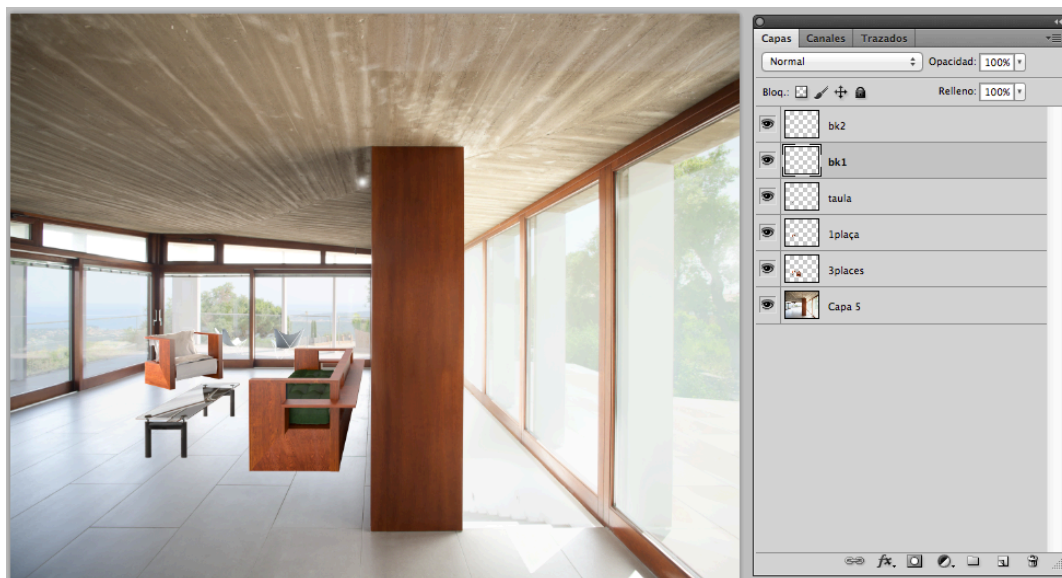 Capas Canales Trazados
Normal Opacidad: 100%
Bloq.: Relleno: 100%
bk2
bk1
taula
1plaça
3places
Capa 5
fx.